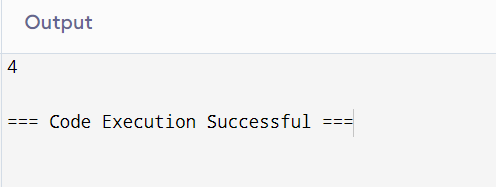 Output
4
=== Code Execution Successful ===